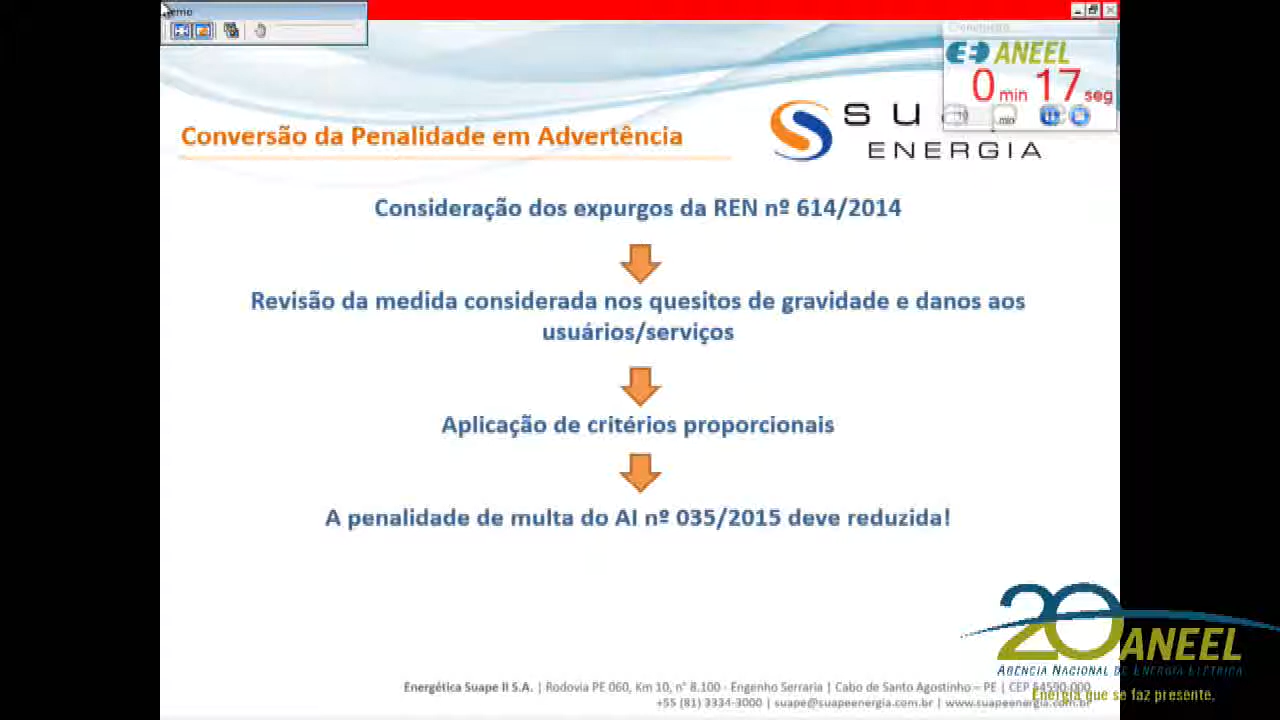 Cronômetro
ANEEL
0 min 17 seg
min
Conversão da Penalidade em Advertência
S U
ENERGIA
Consideração dos expurgos da REN nº 614/2014
Revisão da medida considerada nos quesitos de gravidade e danos aos
usuários/serviços
Aplicação de critérios proporcionais
A penalidade de multa do AI nº 035/2015 deve reduzida!
20 ANEEL
AGÊNCIA NACIONAL DE ENERGIA ELÉTRICA
Energia que se faz presente.
Energética Suape II S.A. | Rodovia PE 060, Km 10, n° 8.100 - Engenho Serraria | Cabo de Santo Agostinho – PE | CEP 54590-000
+55 (81) 3334-3000 | suape@suapeenergia.com.br | www.suapeenergia.com.br